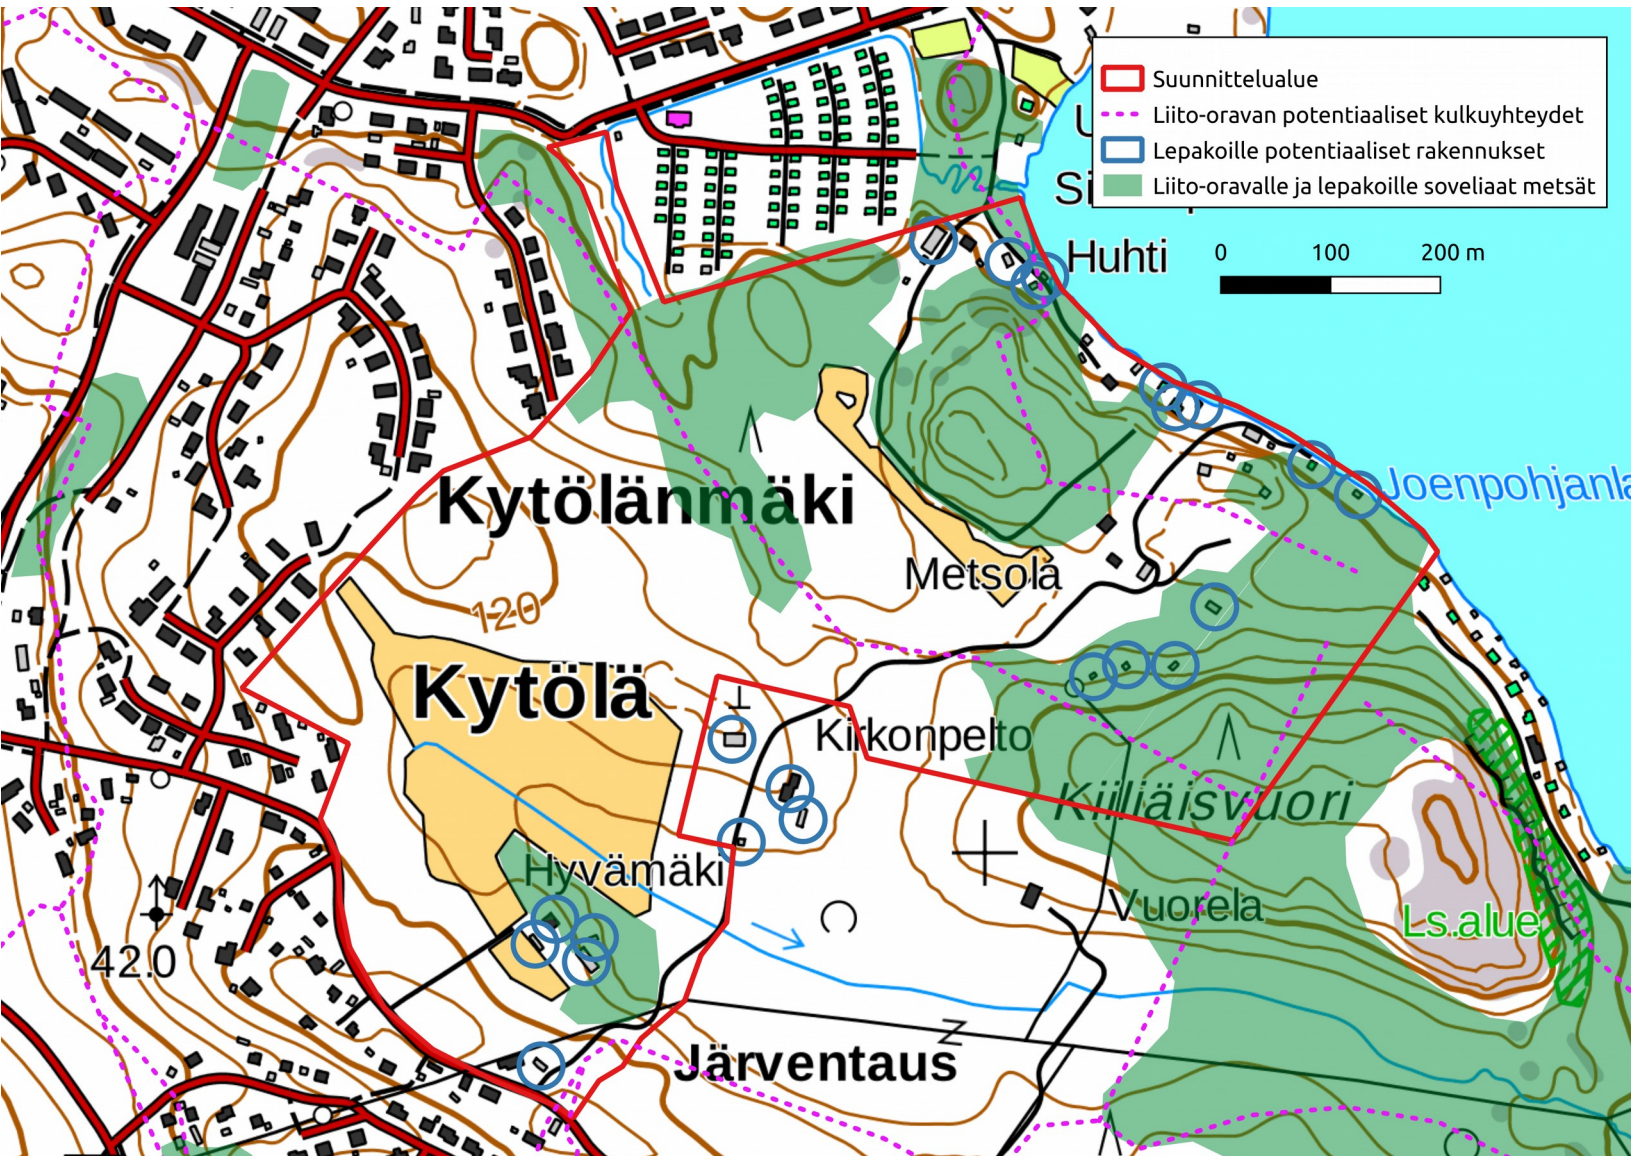 Suunnittelualue
Liito-oravan potentiaaliset kulkuyhteydet
Lepakoille potentiaaliset rakennukset
Liito-oravalle ja lepakoille soveliaat metsät
0 100 200 m
Huhti
Joenpohjanla
Kytölänmäki
Metsola
120
Kytölä
Kirkonpelto
Kiiliäisvuori
Hyvämäki
Vuorela
Ls.alue
42.0
Järventaus